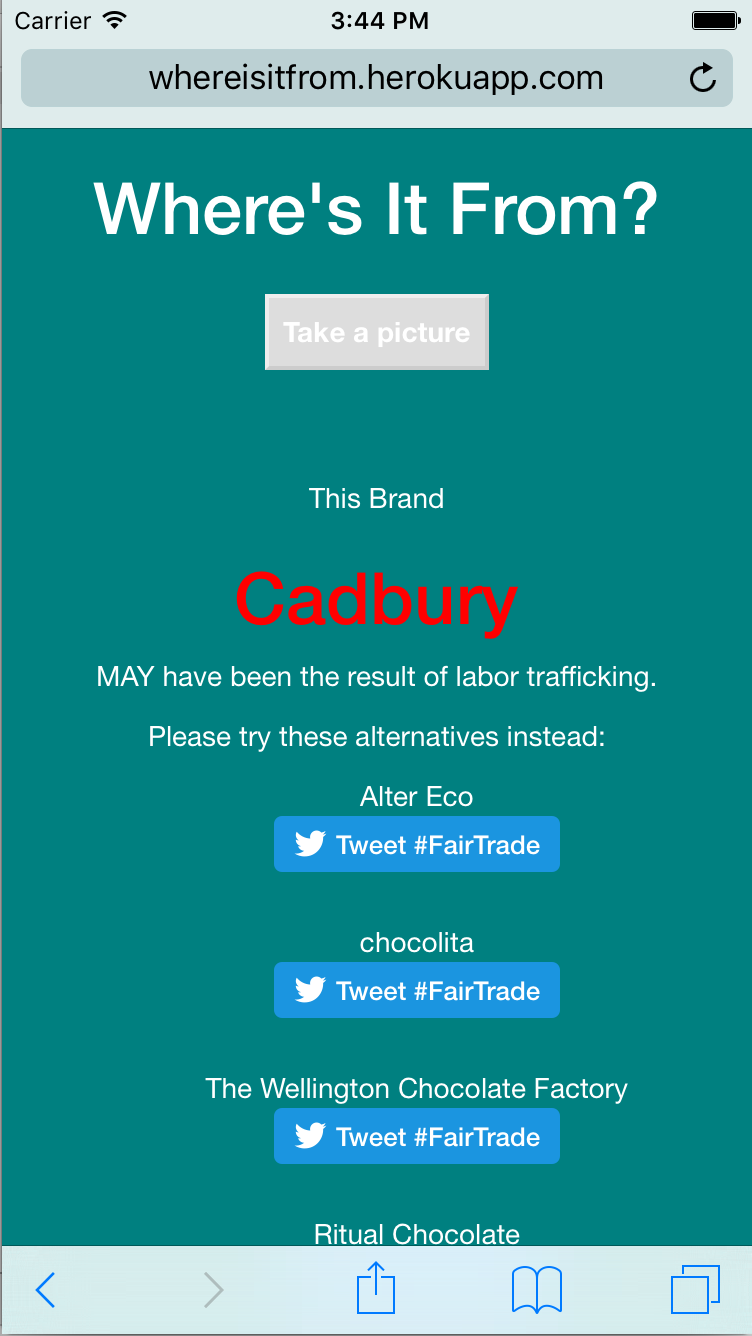 Carrier 3:44 PM
whereisitfrom.herokuapp.com
Where's It From?
Take a picture
This Brand
Cadbury
MAY have been the result of labor trafficking.
Please try these alternatives instead:
Alter Eco
Tweet #FairTrade
chocolita
Tweet #FairTrade
The Wellington Chocolate Factory
Tweet #FairTrade
Ritual Chocolate